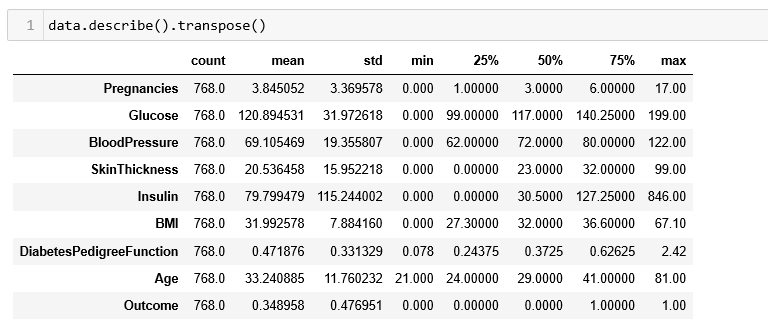 1 data.describe().transpose()
count mean std min 25% 50% 75% max
Pregnancies 768.0 3.845052 3.369578 0.000 1.00000 3.0000 6.00000 17.00
Glucose 768.0 120.894531 31.972618 0.000 99.00000 117.0000 140.25000 199.00
BloodPressure 768.0 69.105469 19.355807 0.000 62.00000 72.0000 80.00000 122.00
SkinThickness 768.0 20.536458 15.952218 0.000 0.00000 23.0000 32.00000 99.00
Insulin 768.0 79.799479 115.244002 0.000 0.00000 30.5000 127.25000 846.00
BMI 768.0 31.992578 7.884160 0.000 27.30000 32.0000 36.60000 67.10
DiabetesPedigreeFunction 768.0 0.471876 0.331329 0.078 0.24375 0.3725 0.62625 2.42
Age 768.0 33.240885 11.760232 21.000 24.00000 29.0000 41.00000 81.00
Outcome 768.0 0.348958 0.476951 0.000 0.00000 0.0000 1.00000 1.00